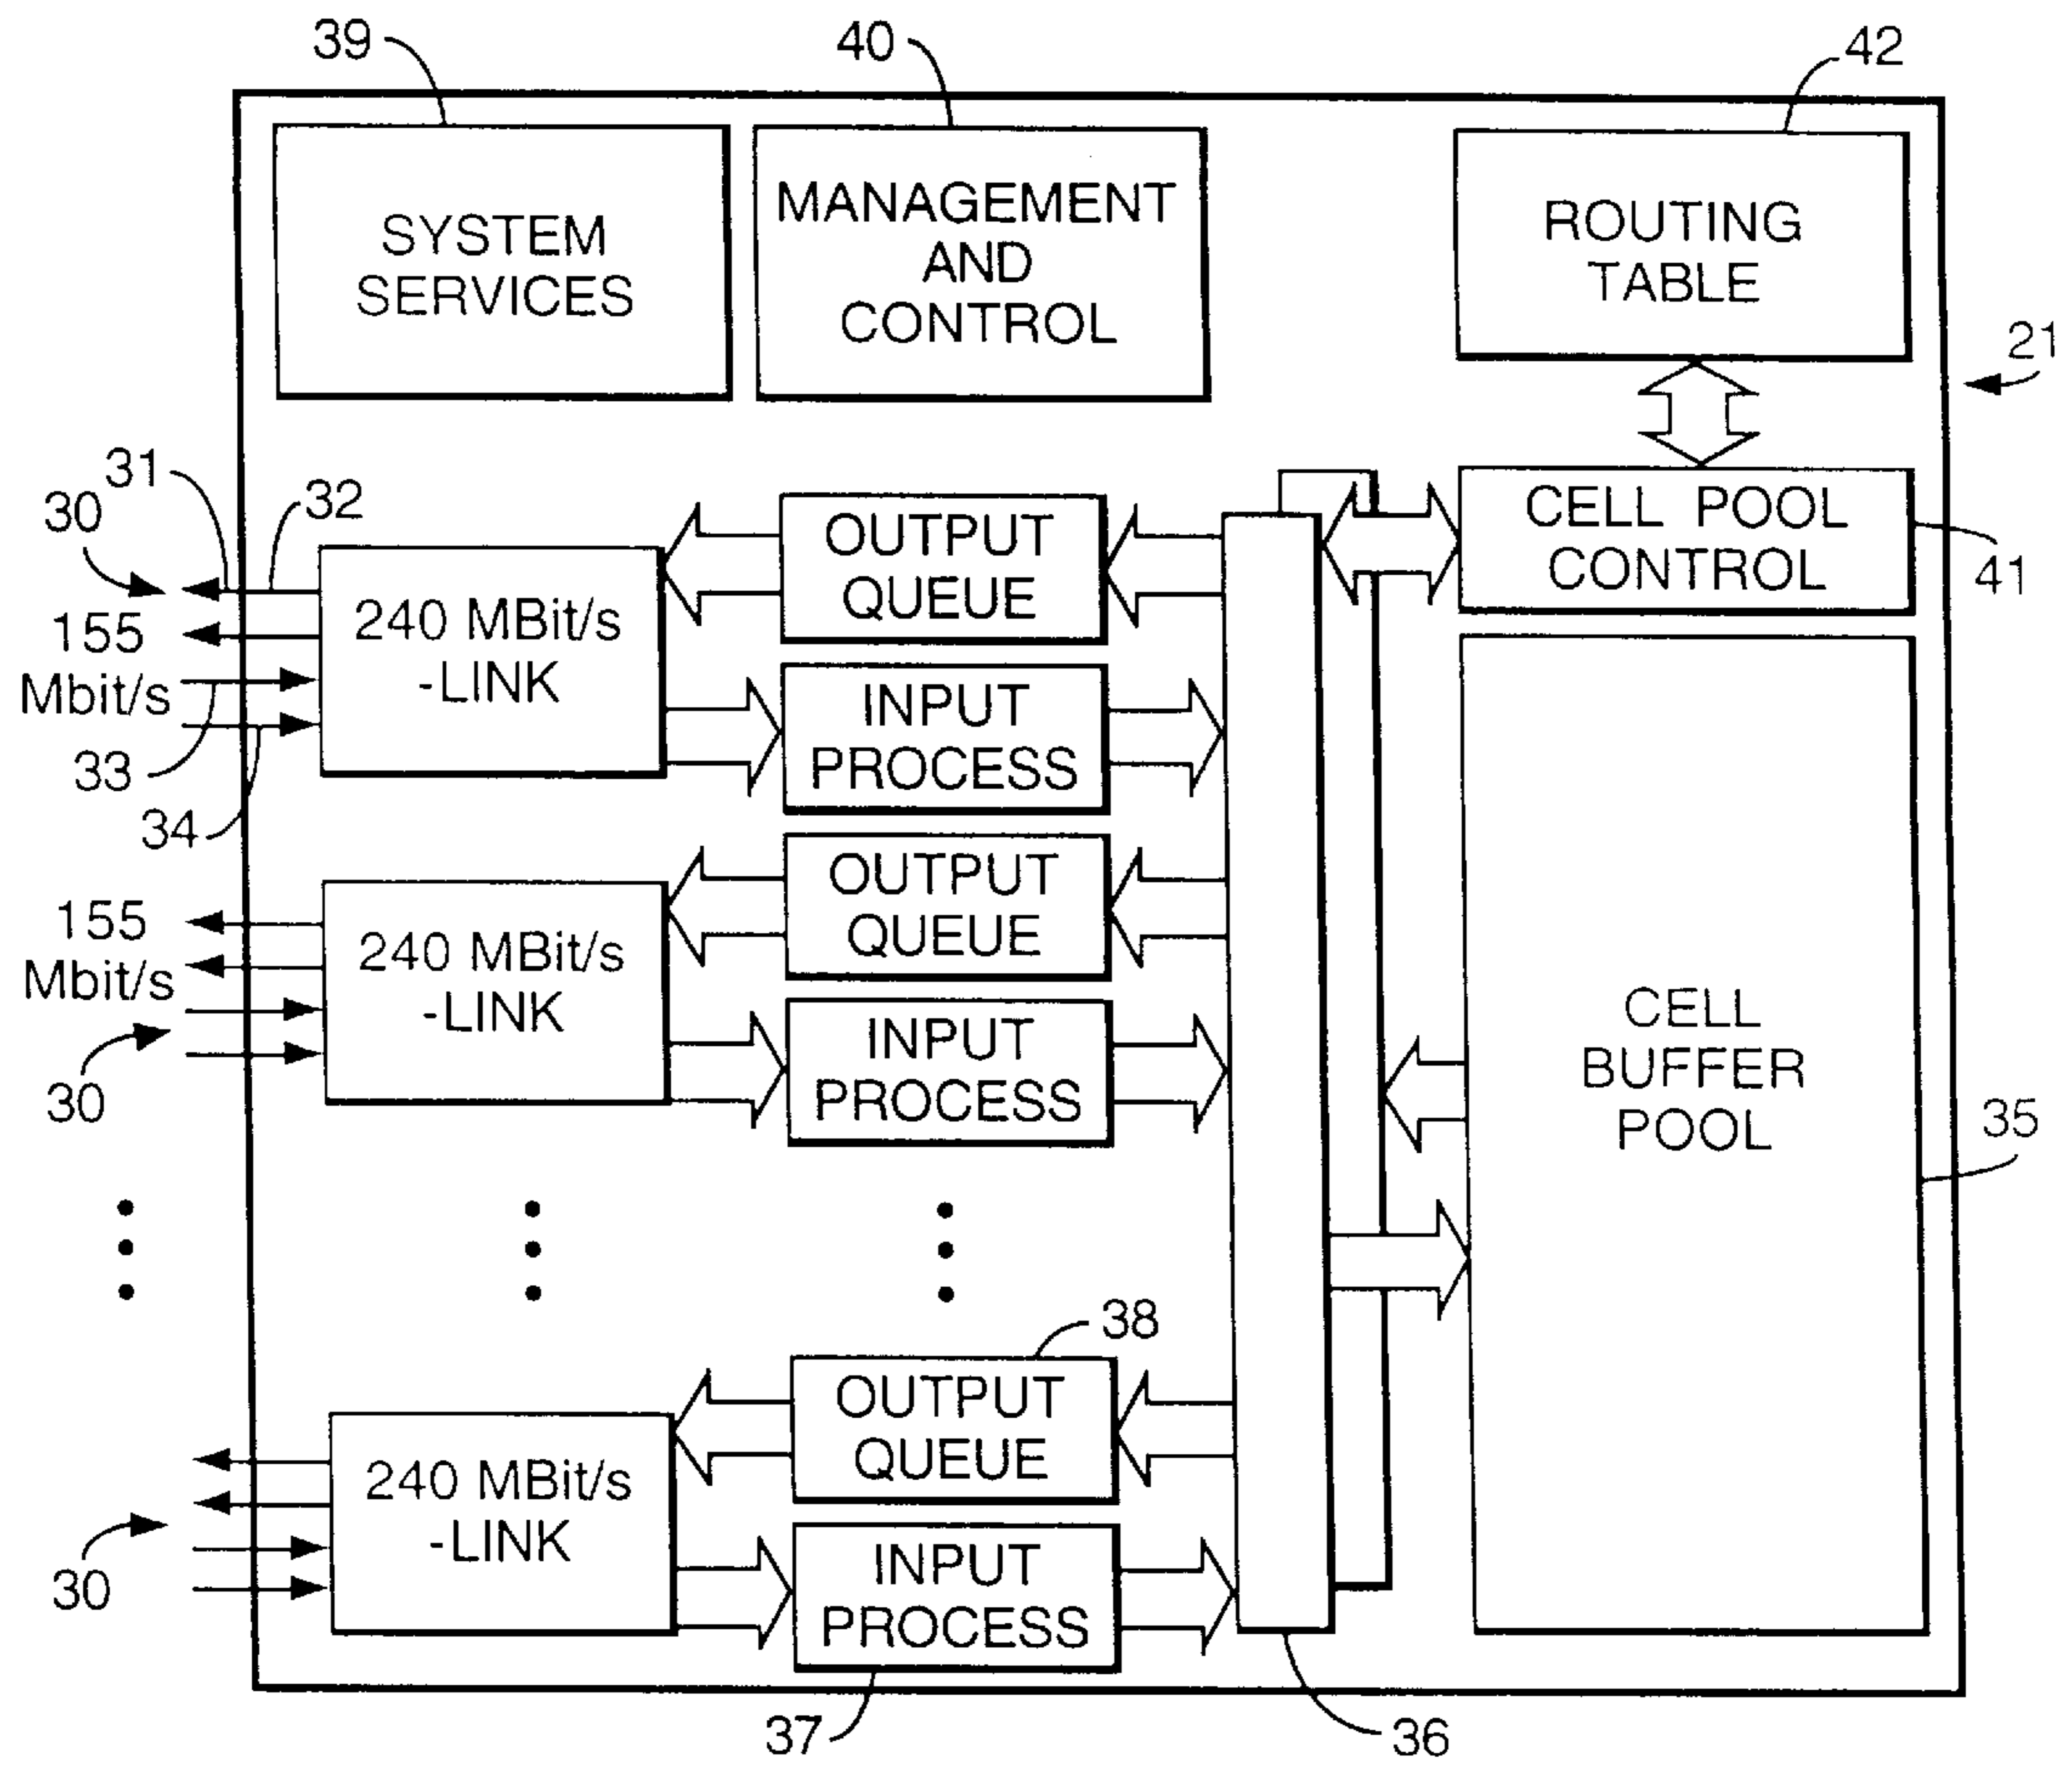 39
40
42
SYSTEM
SERVICES
MANAGEMENT
AND
CONTROL
ROUTING
TABLE
21
31
30
32
OUTPUT
QUEUE
CELL POOL
CONTROL
41
155
Mbit/s
240 MBit/s
-LINK
INPUT
PROCESS
33
34
OUTPUT
QUEUE
155
Mbit/s
240 MBit/s
-LINK
30
INPUT
PROCESS
CELL
BUFFER
POOL
35
38
OUTPUT
QUEUE
240 MBit/s
-LINK
30
INPUT
PROCESS
37
36